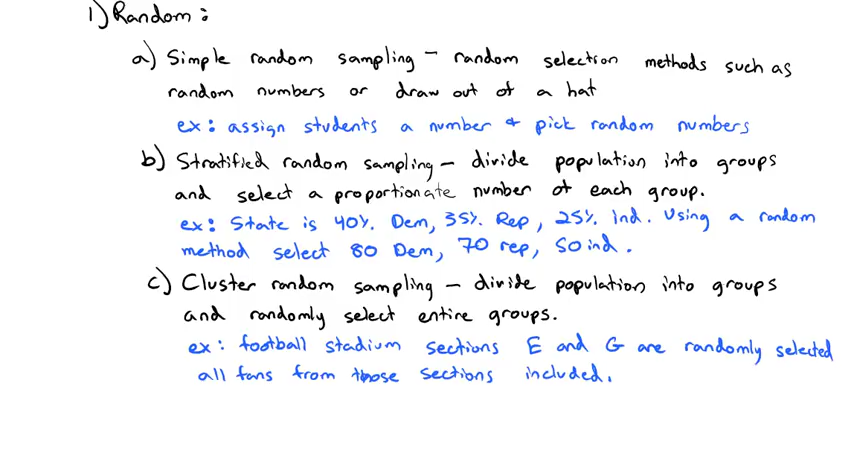 1) Random:
a) Simple random sampling - random selection methods such as
random numbers or draw out of a hat
ex: assign students a number & pick random numbers
b) Stratified random sampling - divide population into groups
and select a proportionate number of each group.
ex: State is 40% Dem, 35% Rep, 25% Ind. Using a random
method select 80 Dem, 70 rep, 50 ind.
c) Cluster random sampling - divide population into groups
and randomly select entire groups.
ex: football stadium sections E and G are randomly selected
all fans from those sections included.